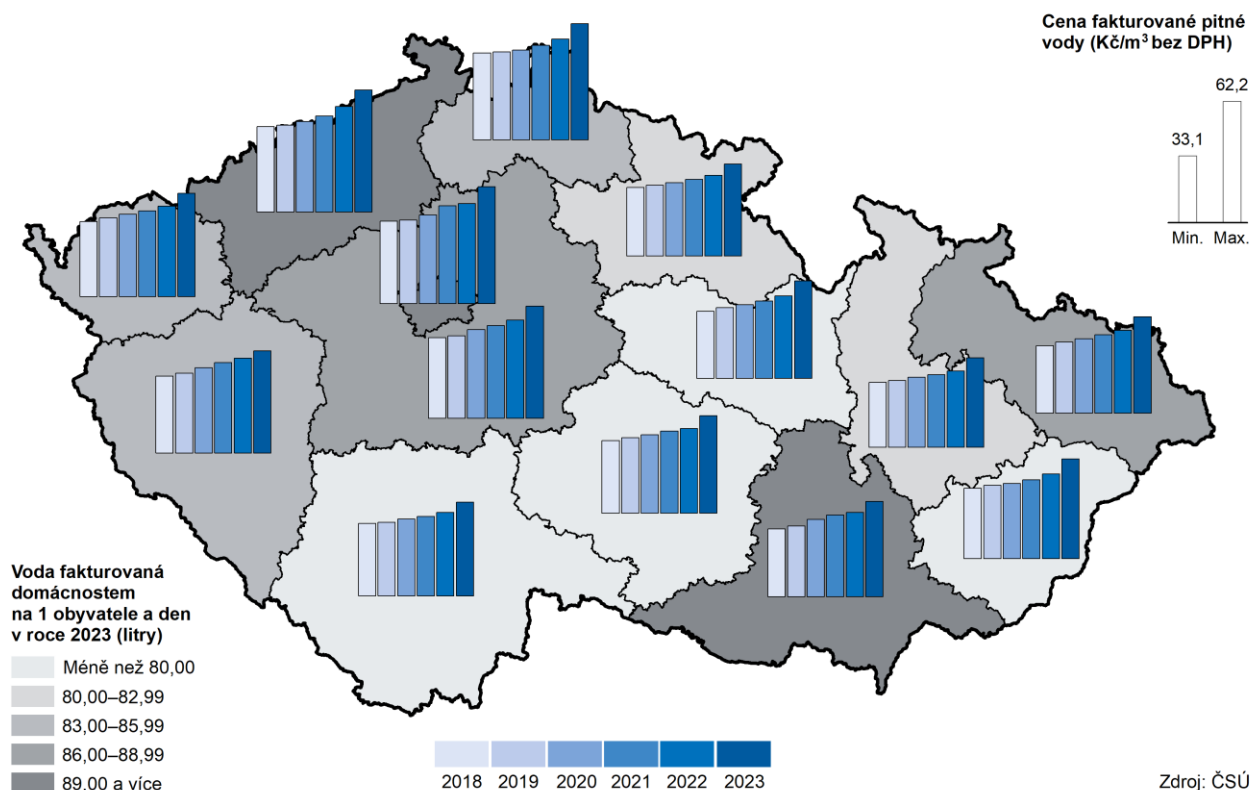 Cena fakturované pitné
vody (Kč/m³ bez DPH)
62,2
33,1
Min. Max.
Voda fakturovaná
domácnostem
na 1 obyvatele a den
v roce 2023 (litry)
Méně než 80,00
80,00–82,99
83,00–85,99
86,00–88,99
89,00 a více
2018 2019 2020 2021 2022 2023
Zdroj: ČSÚ